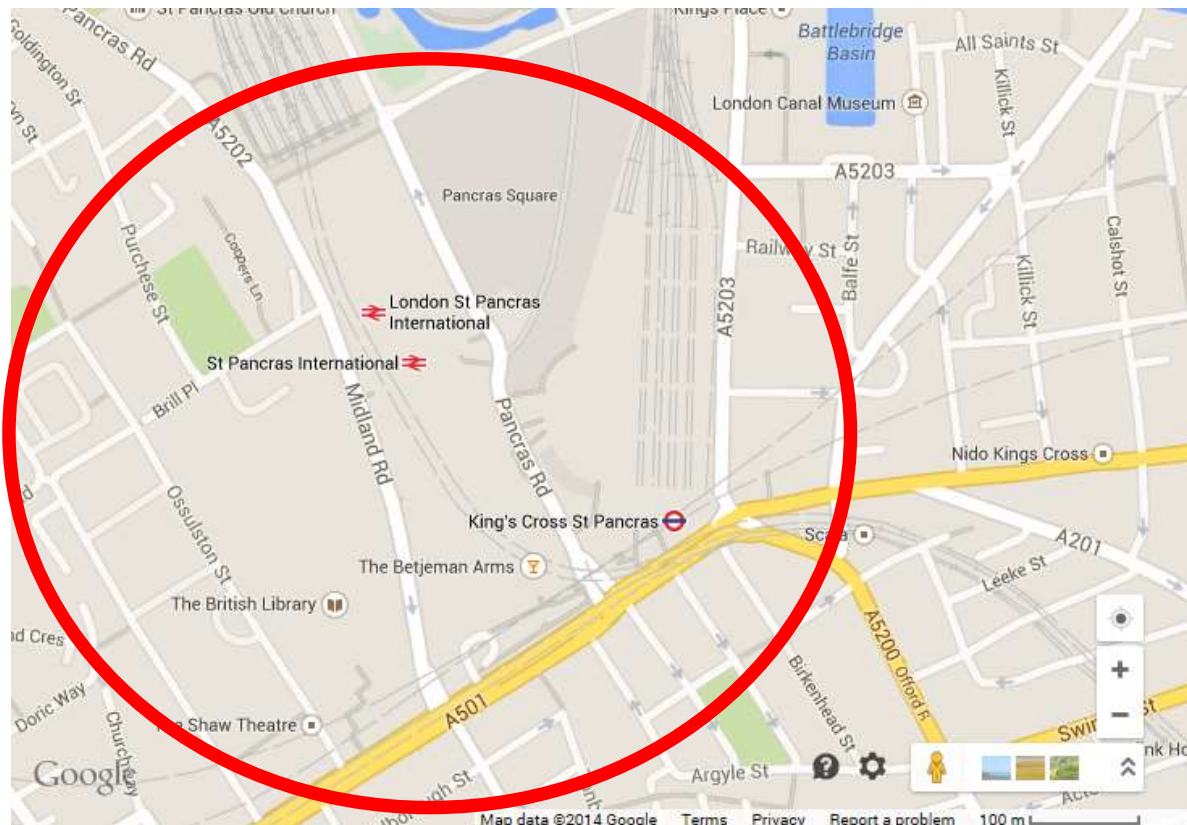 St Pancras Old Church
Kings Place
Goldington St
Pancras Rd
Battlebridge
Basin
All Saints St
Killick St
London Canal Museum
A5202
A5203
Pancras Square
Purchese St
Coopers Ln
Railway St
Balfe St
Killick St
Calshot St
A5203
London St Pancras
International
St Pancras International
Brill Pl
Midland Rd
Pancras Rd
Nido Kings Cross
Ossulston St
King's Cross St Pancras
A201
The Betjeman Arms
Leeke St
The British Library
A5200
Birkenhead St
Doric Way
Churchway
Shaw Theatre
A501
Argyle St
Google
Map data ©2014 Google Terms Privacy Report a problem 100 m